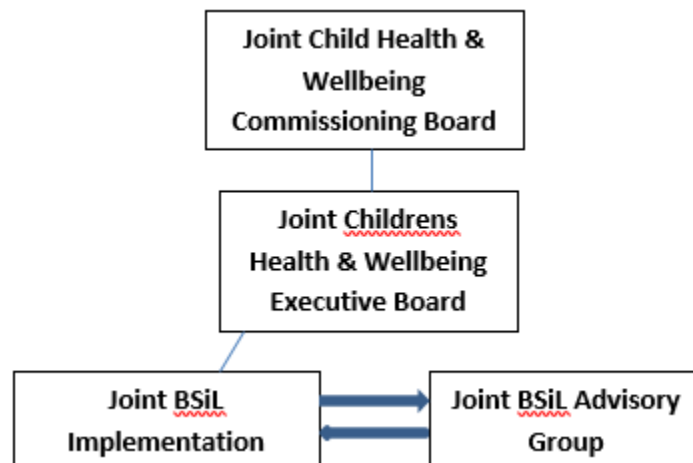 Joint Child Health &
Wellbeing
Commissioning Board
Joint Childrens
Health & Wellbeing
Executive Board
Joint BSiL
Implementation
Joint BSiL Advisory
Group